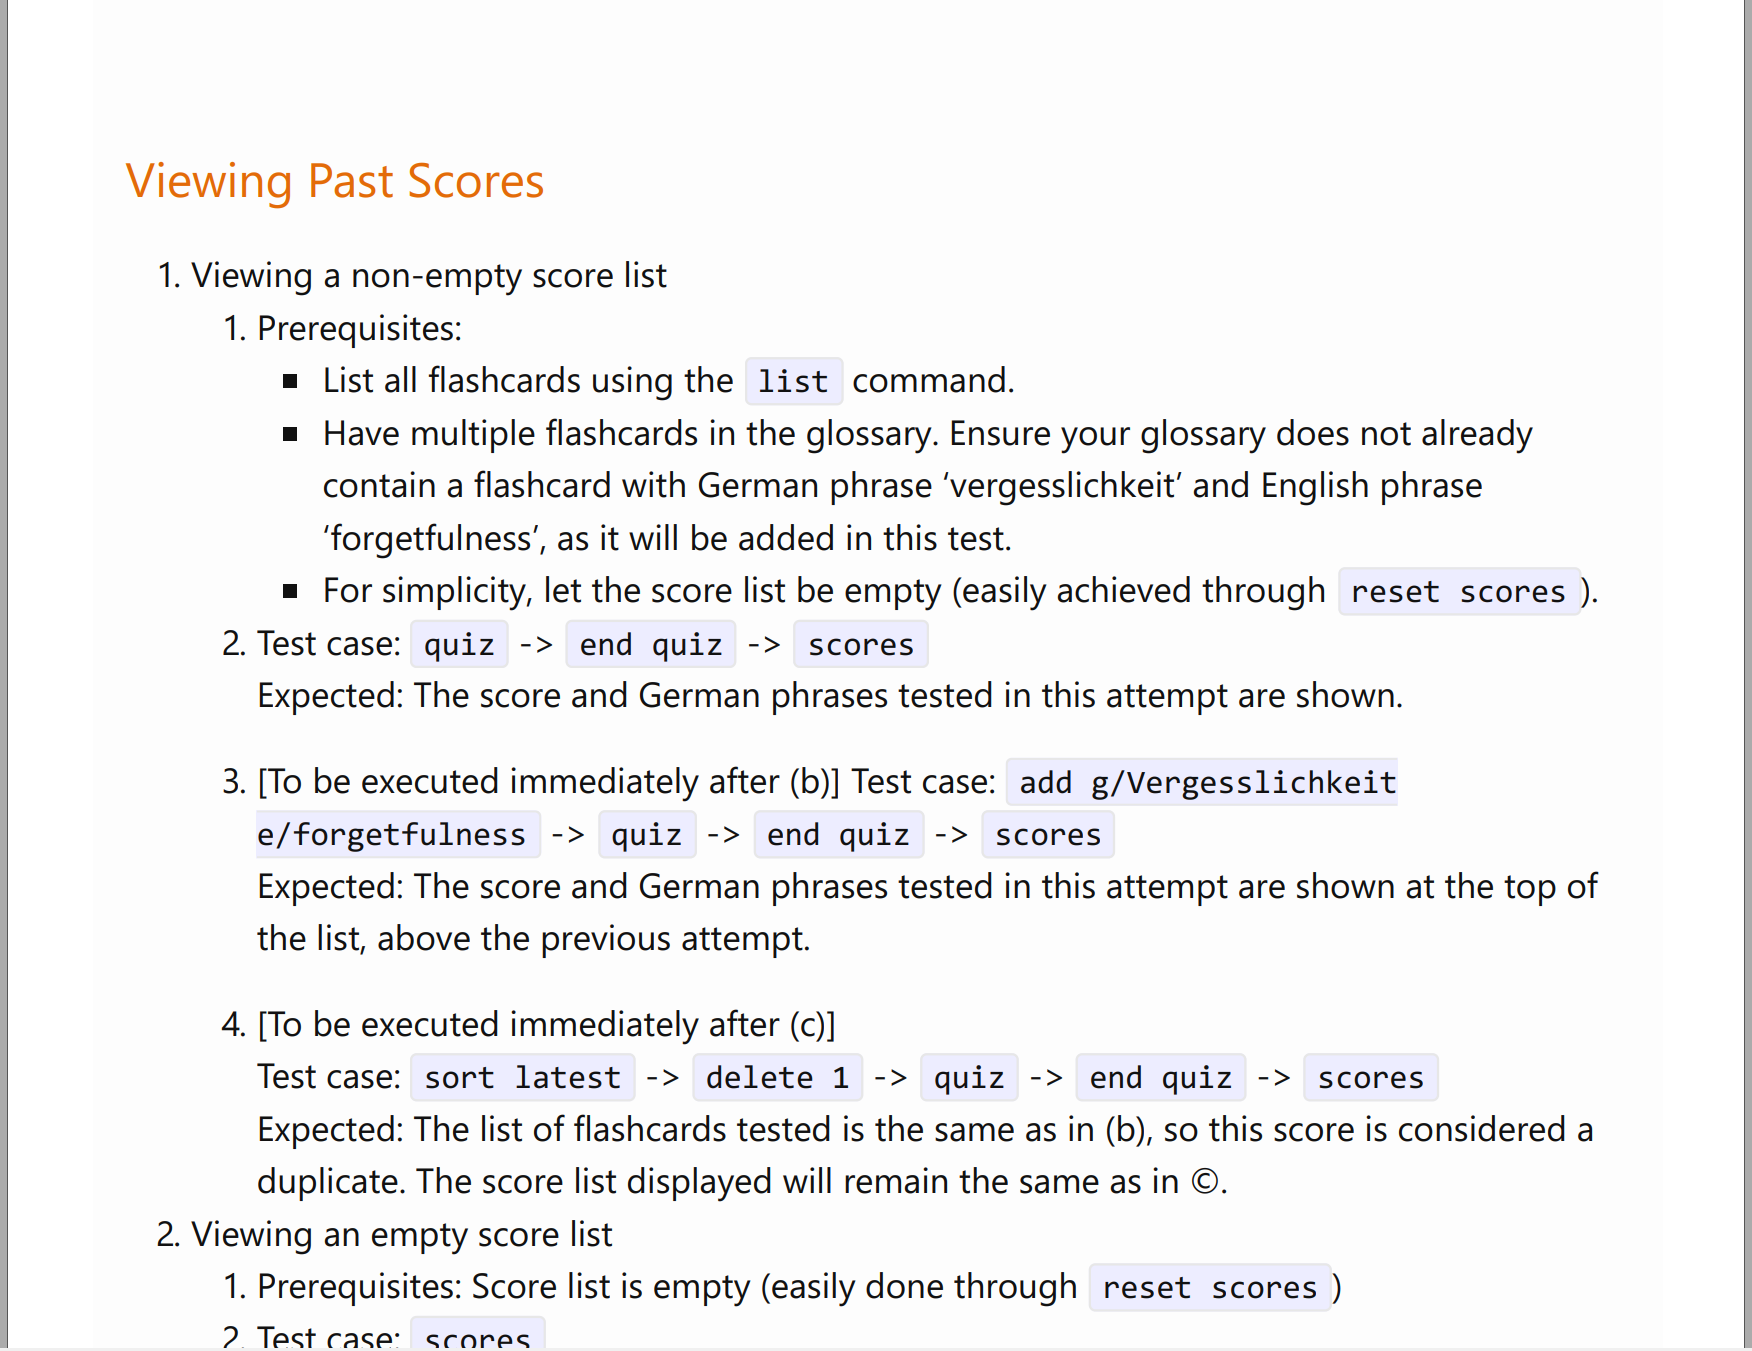 Viewing Past Scores
1. Viewing a non-empty score list
1. Prerequisites:
▪ List all flashcards using the list command.
▪ Have multiple flashcards in the glossary. Ensure your glossary does not already
contain a flashcard with German phrase ‘vergesslichkeit’ and English phrase
‘forgetfulness’, as it will be added in this test.
▪ For simplicity, let the score list be empty (easily achieved through reset scores ).
2. Test case: quiz -> end quiz -> scores
Expected: The score and German phrases tested in this attempt are shown.
3. [To be executed immediately after (b)] Test case: add g/Vergesslichkeit
e/forgetfulness -> quiz -> end quiz -> scores
Expected: The score and German phrases tested in this attempt are shown at the top of
the list, above the previous attempt.
4. [To be executed immediately after (c)]
Test case: sort latest -> delete 1 -> quiz -> end quiz -> scores
Expected: The list of flashcards tested is the same as in (b), so this score is considered a
duplicate. The score list displayed will remain the same as in ©.
2. Viewing an empty score list
1. Prerequisites: Score list is empty (easily done through reset scores )
2. Test case: scores